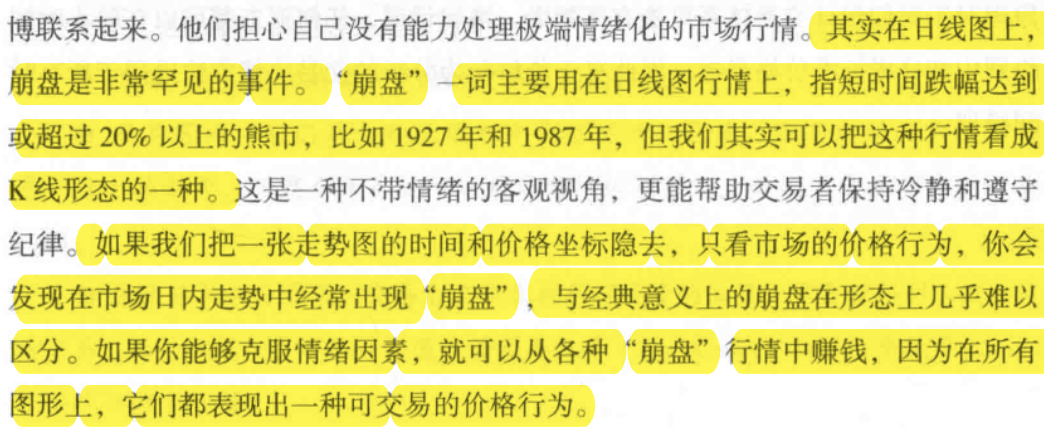 博联系起来。他们担心自己没有能力处理极端情绪化的市场行情。其实在日线图上，
崩盘是非常罕见的事件。“崩盘”一词主要用在日线图行情上，指短时间跌幅达到
或超过 20% 以上的熊市，比如 1927 年和 1987 年，但我们其实可以把这种行情看成
K 线形态的一种。这是一种不带情绪的客观视角，更能帮助交易者保持冷静和遵守
纪律。如果我们把一张走势图的时间和价格坐标隐去，只看市场的价格行为，你会
发现在市场日内走势中经常出现“崩盘”，与经典意义上的崩盘在形态上几乎难以
区分。如果你能够克服情绪因素，就可以从各种“崩盘”行情中赚钱，因为在所有
图形上，它们都表现出一种可交易的价格行为。